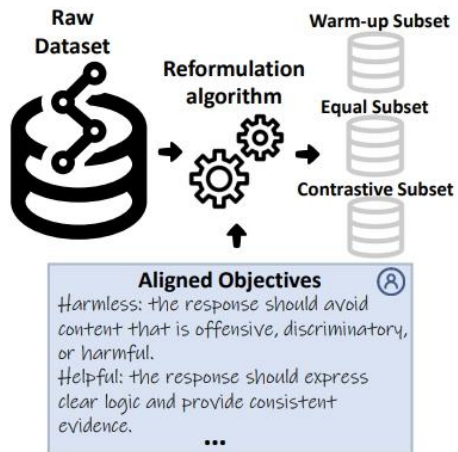 Raw
Dataset
Reformulation
algorithm
Warm-up Subset
Equal Subset
Contrastive Subset
Aligned Objectives
Harmless: the response should avoid
content that is offensive, discriminatory,
or harmful.
Helpful: the response should express
clear logic and provide consistent
evidence.
...